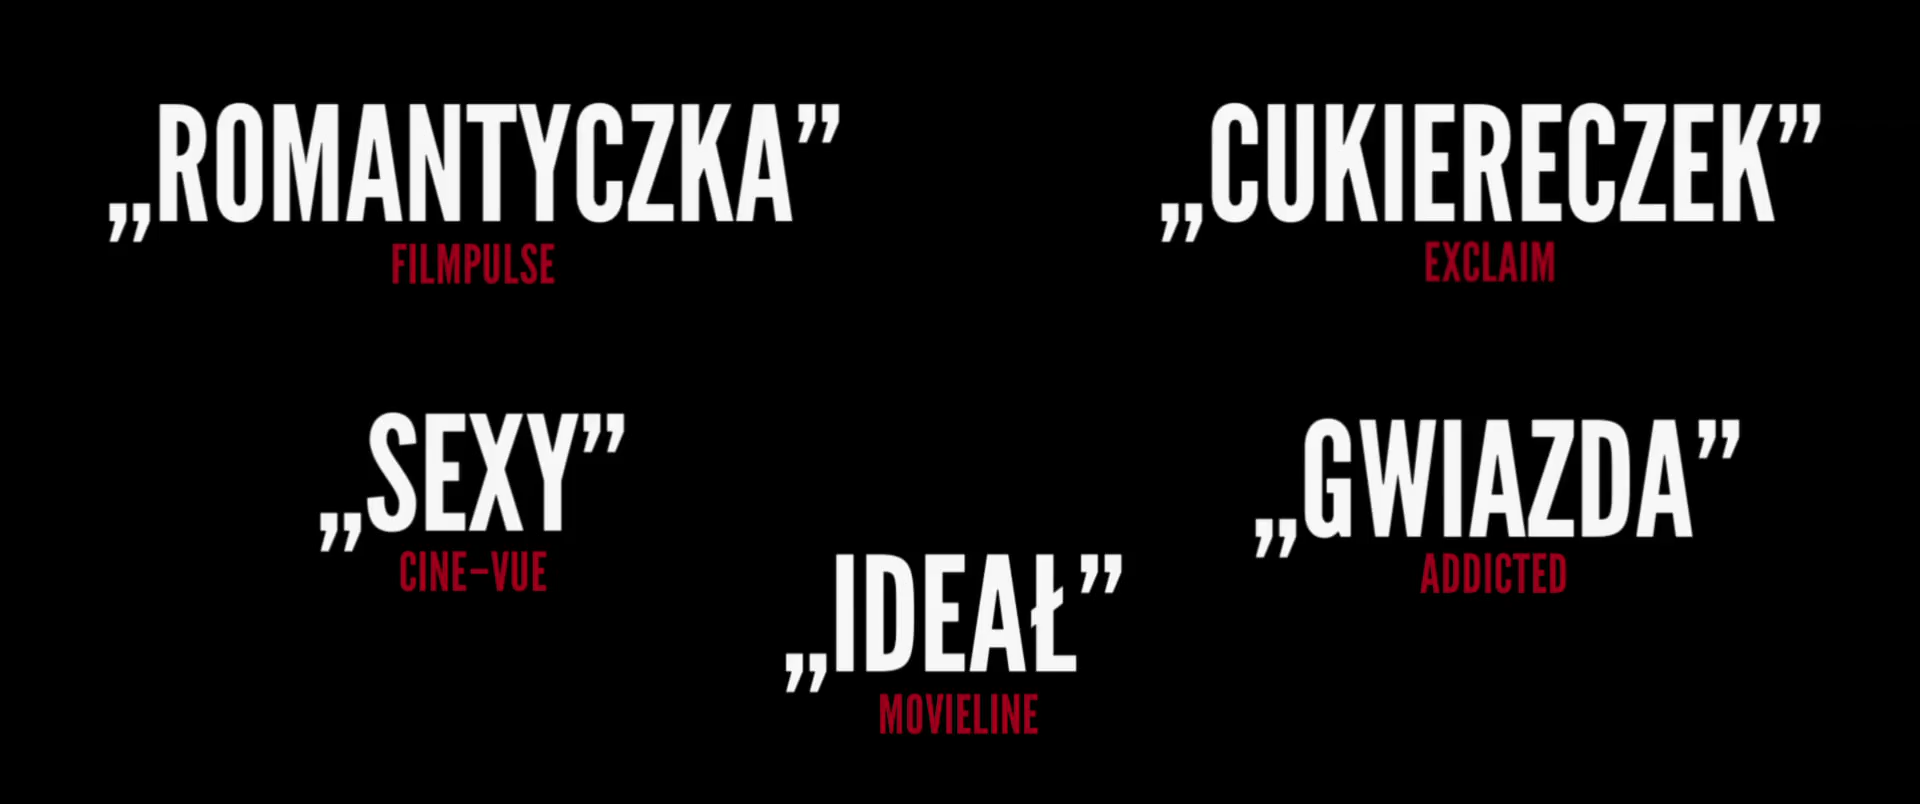 „ROMANTYCZKA”
FILMPULSE
„CUKIERECZEK”
EXCLAIM
„SEXY”
CINE–VUE
„GWIAZDA”
ADDICTED
„IDEAŁ”
MOVIELINE